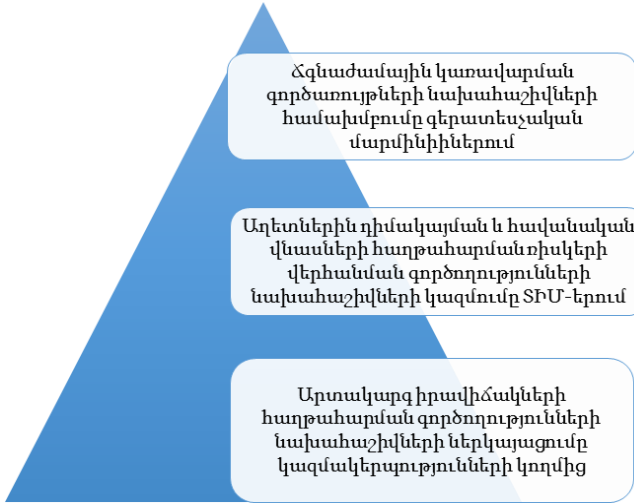 Ճգնաժամային կառավարման
գործառույթների նախահաշիվների
համախմբումը գերատեսչական
մարմինիիներում
Աղետներին դիմակայման և հավանական
վնասների հաղթահարման ռիսկերի
վերհանման գործողությունների
նախահաշիվների կազմումը ՏԻՄ-երում
Արտակարգ իրավիճակների
հաղթահարման գործողությունների
նախահաշիվների ներկայացումը
կազմակերպությունների կողմից